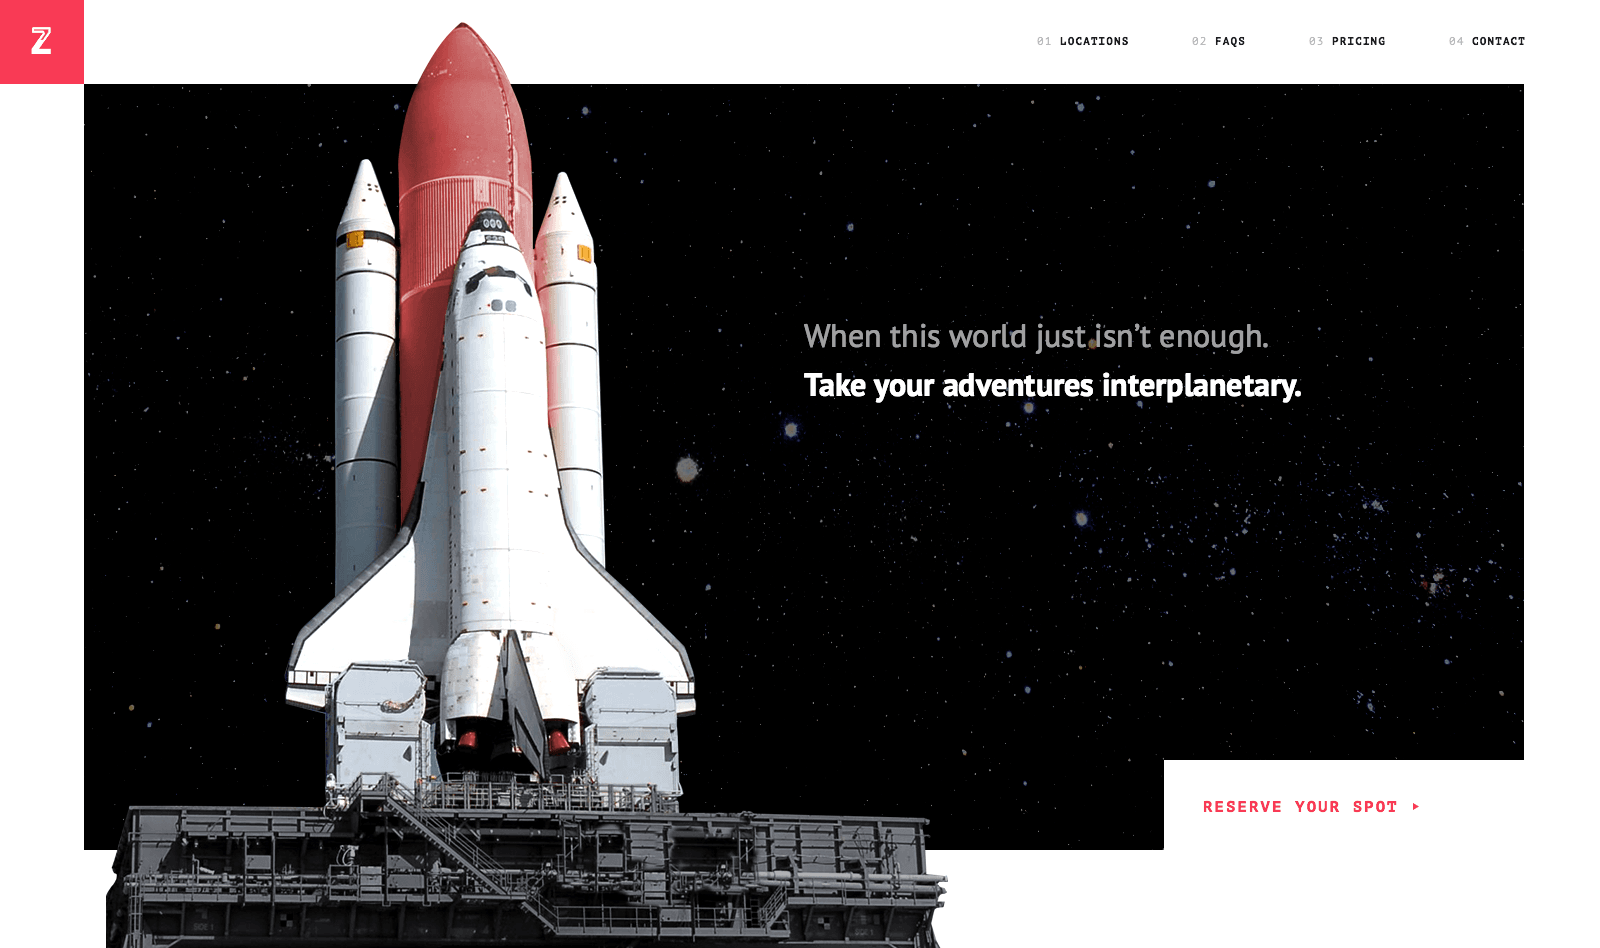 Z
01 LOCATIONS
02 FAQS
03 PRICING
04 CONTACT
When this world just isn’t enough.
Take your adventures interplanetary.
RESERVE YOUR SPOT